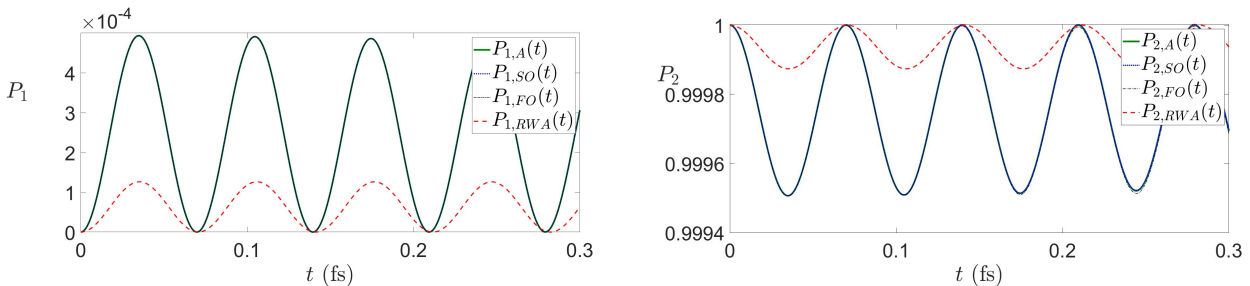 ×10⁻⁴
P₁
4
3
2
1
0
0
0.1
0.2
0.3
t (fs)
P₁,A(t)
P₁,SO(t)
P₁,FO(t)
P₁,RWA(t)
P₂
1
0.9998
0.9996
0.9994
0
0.1
0.2
0.3
t (fs)
P₂,A(t)
P₂,SO(t)
P₂,FO(t)
P₂,RWA(t)